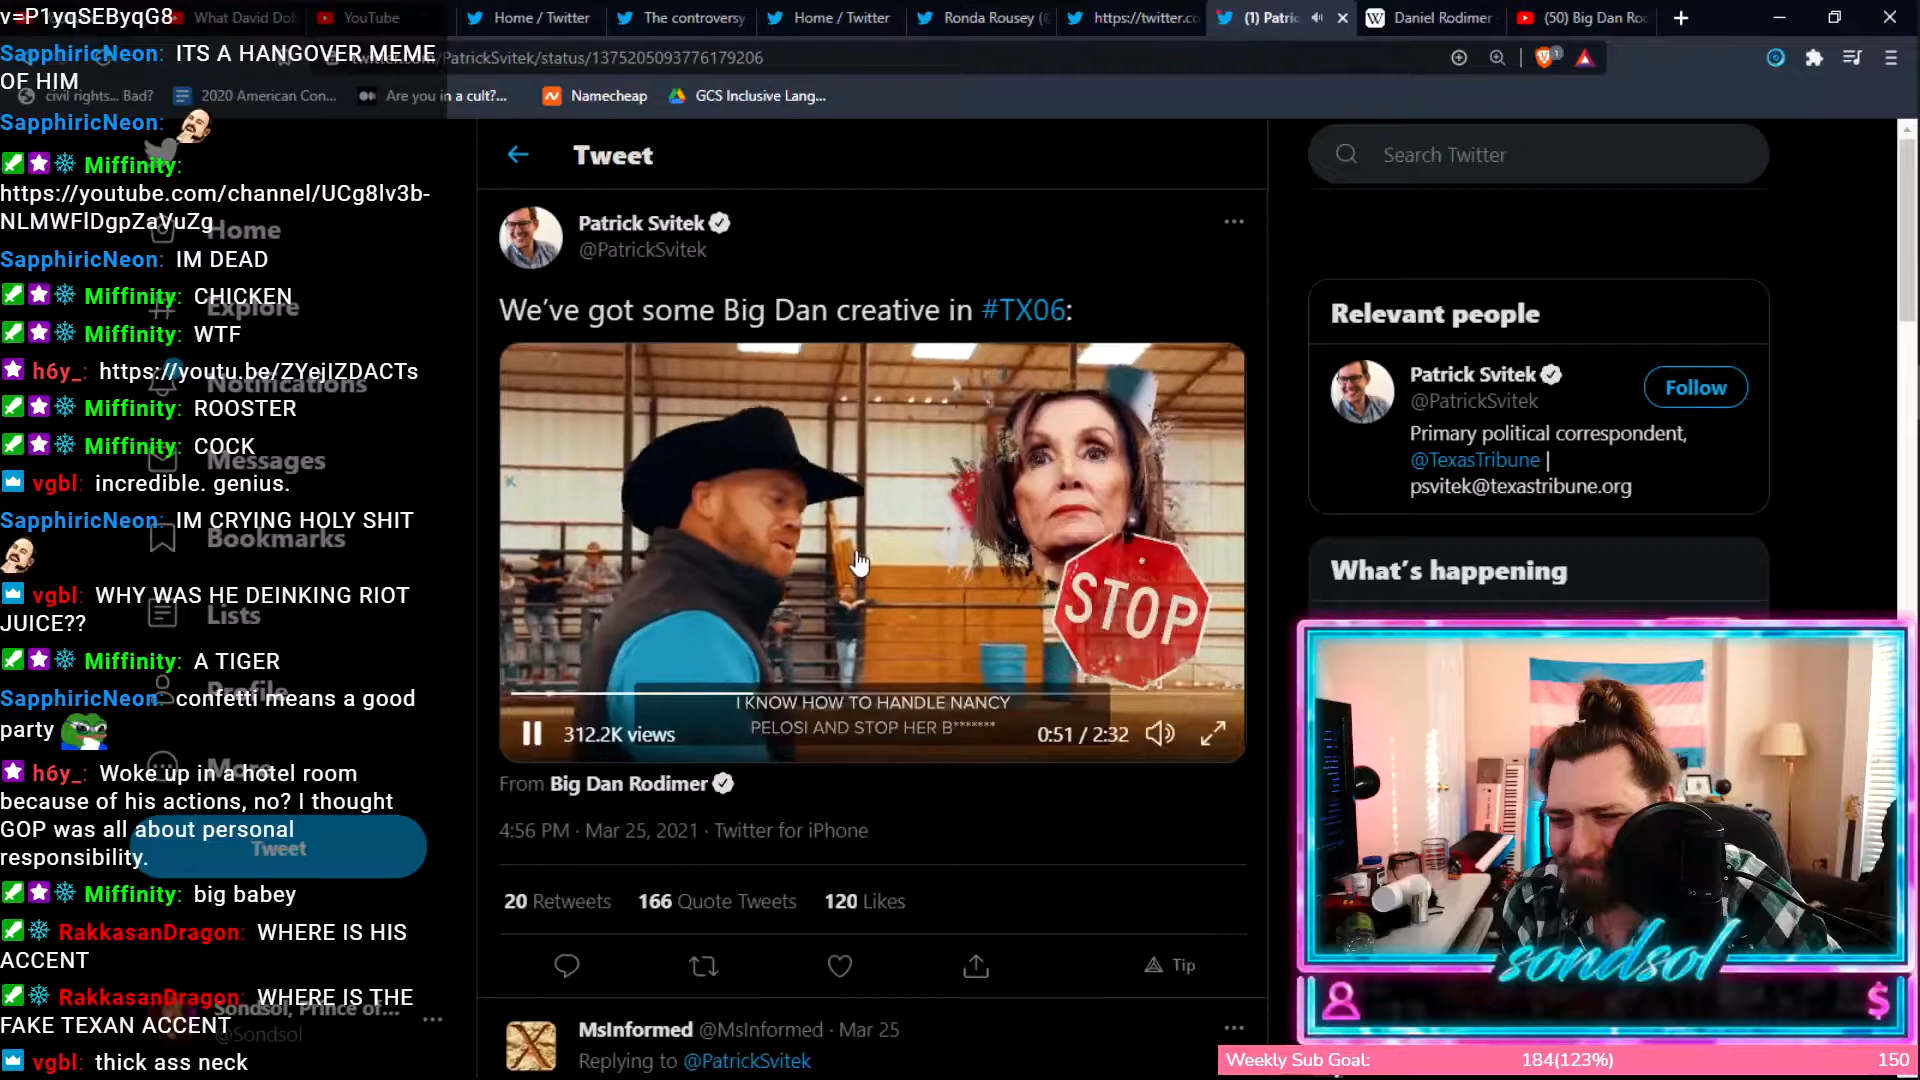 v=P1yqSEByqG8
What David Dob
YouTube
Home / Twitter
The controversy
Home / Twitter
Ronda Rousey (
https://twitter.co
(1) Patric
Daniel Rodimer
(50) Big Dan Ro
SapphiricNeon: ITS A HANGOVER MEME
OF HIM
twitter.com/PatrickSvitek/status/1375205093776179206
civil rights... Bad?
2020 American Con...
Are you in a cult?...
Namecheap
GCS Inclusive Lang...
SapphiricNeon:
Miffinity:
https://youtube.com/channel/UCg8lv3b-
NLMWFlDgpZaVuZg
SapphiricNeon: IM DEAD
Miffinity: CHICKEN
Miffinity: WTF
h6y_: https://youtu.be/ZYejIZDACTs
Miffinity: ROOSTER
Miffinity: COCK
vgbl: incredible. genius.
SapphiricNeon: IM CRYING HOLY SHIT
vgbl: WHY WAS HE DEINKING RIOT
JUICE??
Miffinity: A TIGER
SapphiricNeon: confetti means a good
party
h6y_: Woke up in a hotel room
because of his actions, no? I thought
GOP was all about personal
responsibility.
Miffinity: big babey
RakkasanDragon: WHERE IS HIS
ACCENT
RakkasanDragon: WHERE IS THE
FAKE TEXAN ACCENT
vgbl: thick ass neck
Home
Explore
Notifications
Messages
Bookmarks
Lists
Profile
More
Tweet
Sondsol, Prince of...
@Sondsol
Tweet
Patrick Svitek
@PatrickSvitek
We've got some Big Dan creative in #TX06:
STOP
I KNOW HOW TO HANDLE NANCY
PELOSI AND STOP HER B*******
312.2K views
0:51 / 2:32
From Big Dan Rodimer
4:56 PM · Mar 25, 2021 · Twitter for iPhone
20 Retweets 166 Quote Tweets 120 Likes
Tip
MsInformed @MsInformed · Mar 25
Replying to @PatrickSvitek
Search Twitter
Relevant people
Patrick Svitek
@PatrickSvitek
Follow
Primary political correspondent,
@TexasTribune |
psvitek@texastribune.org
What's happening
sondsol
Weekly Sub Goal: 184(123%) 150